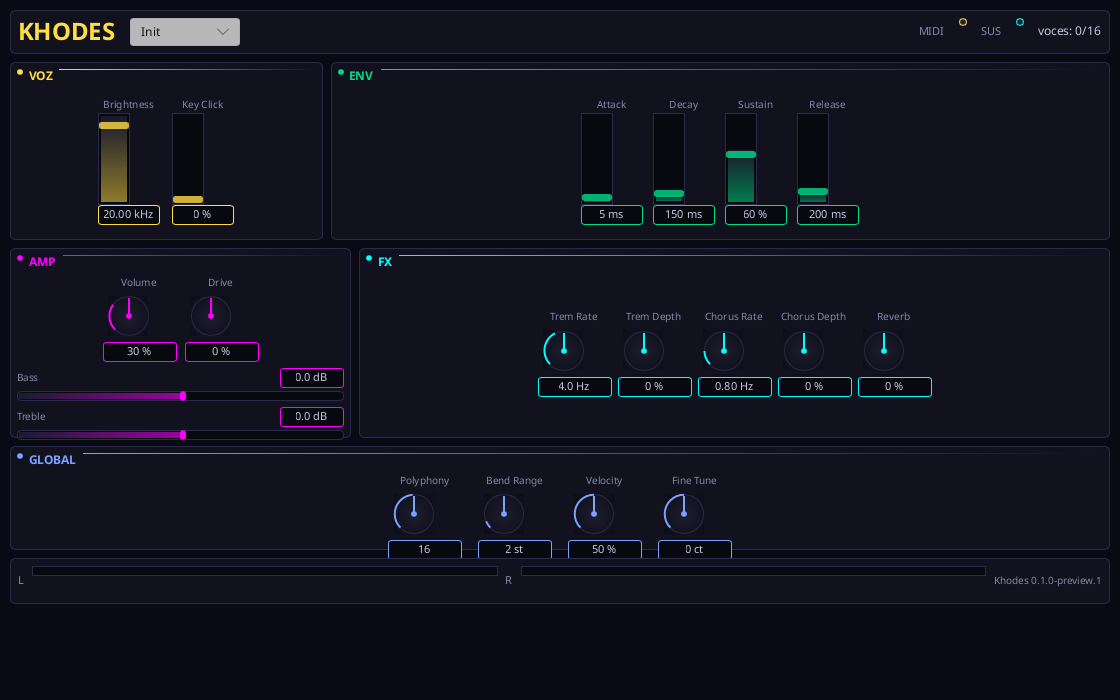 KHODES Init MIDI SUS voces: 0/16
VOZ
Brightness Key Click
20.00 kHz 0 %
ENV
Attack Decay Sustain Release
5 ms 150 ms 60 % 200 ms
AMP
Volume Drive
30 % 0 %
Bass 0.0 dB
Treble 0.0 dB
FX
Trem Rate Trem Depth Chorus Rate Chorus Depth Reverb
4.0 Hz 0 % 0.80 Hz 0 % 0 %
GLOBAL
Polyphony Bend Range Velocity Fine Tune
16 2 st 50 % 0 ct
L R Khodes 0.1.0-preview.1